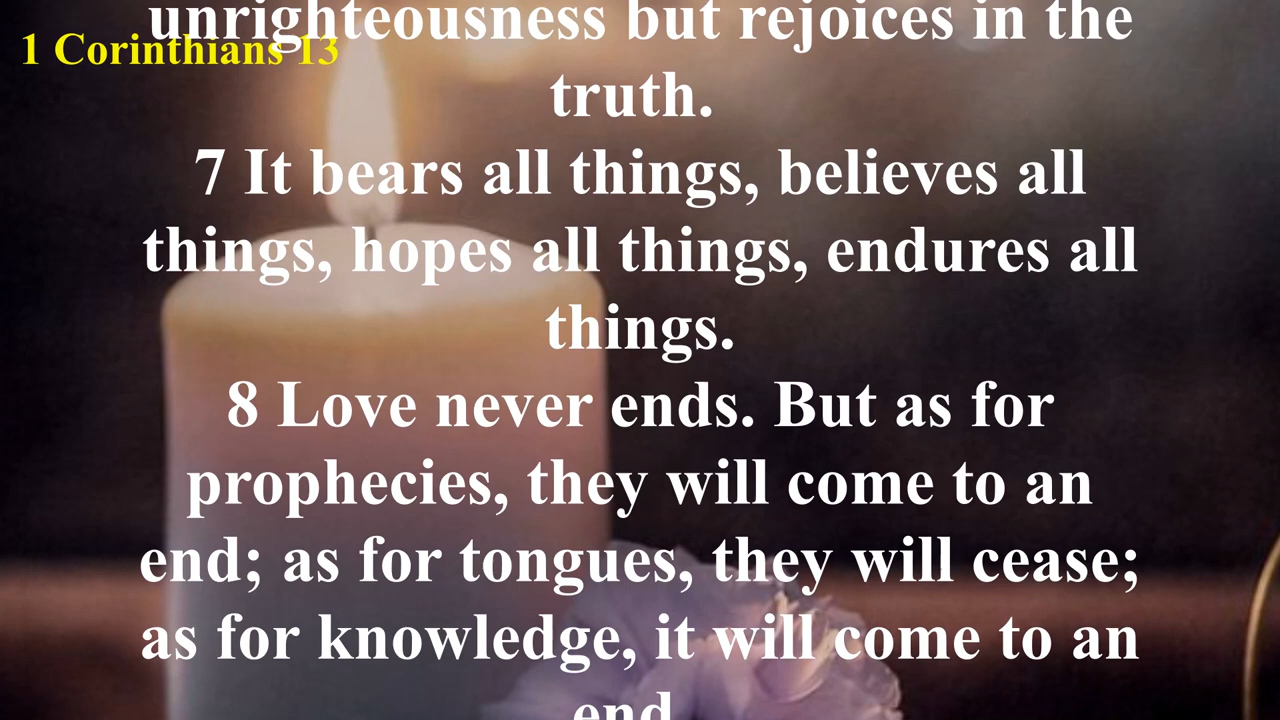 unrighteousness but rejoices in the
1 Corinthians 13
truth.
7 It bears all things, believes all
things, hopes all things, endures all
things.
8 Love never ends. But as for
prophecies, they will come to an
end; as for tongues, they will cease;
as for knowledge, it will come to an
end